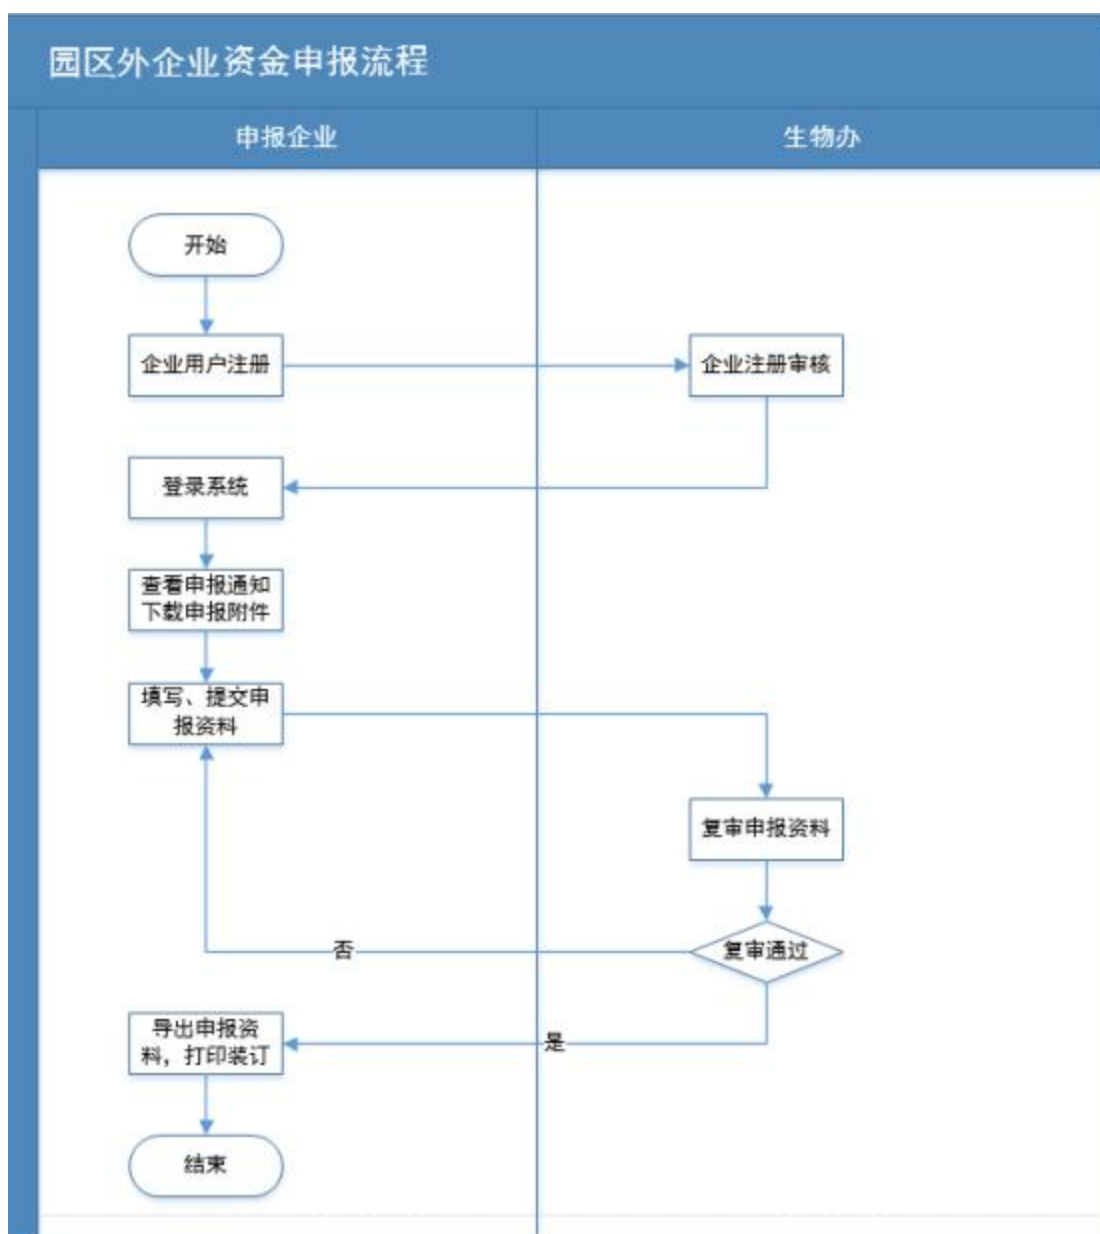 园区外企业资金申报流程
申报企业
生物办
开始
企业用户注册
企业注册审核
登录系统
查看申报通知
下载申报附件
填写、提交申
报资料
复审申报资料
复审通过
否
导出申报资
料，打印装订
是
结束